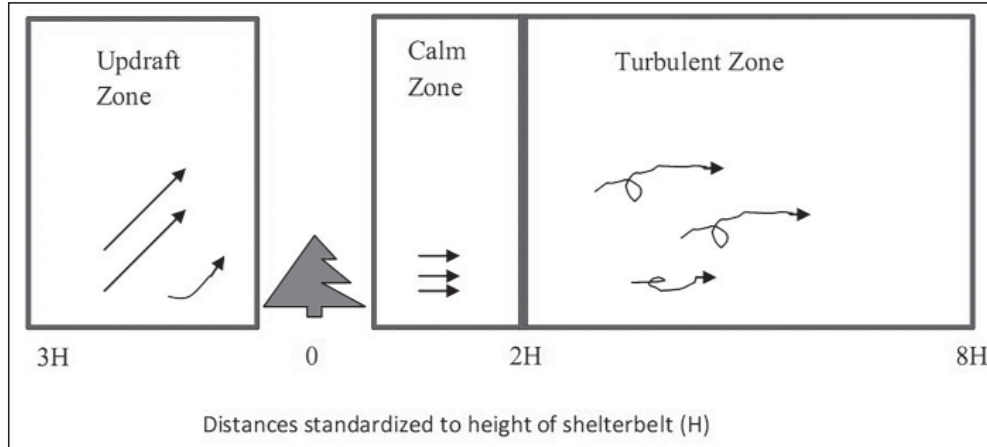 Updraft
Zone
Calm
Zone
Turbulent Zone
3H
0
2H
8H
Distances standardized to height of shelterbelt (H)